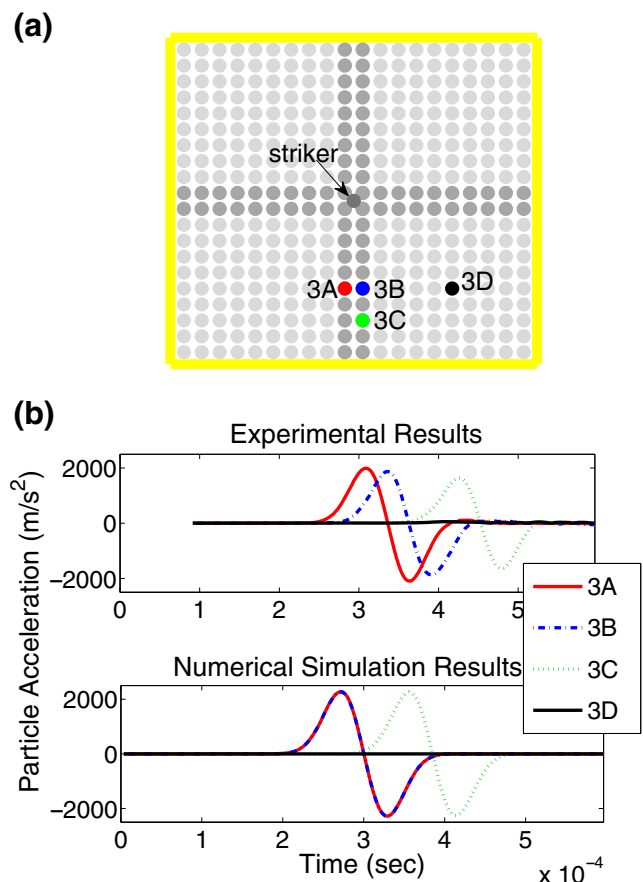 (a)
striker
3A
3B
3D
3C
(b)
Experimental Results
2000
0
−2000
0
1
2
3
4
5
Particle Acceleration (m/s²)
3A
3B
3C
3D
Numerical Simulation Results
2000
0
−2000
0
1
2
3
4
5
Time (sec)
x 10⁻⁴